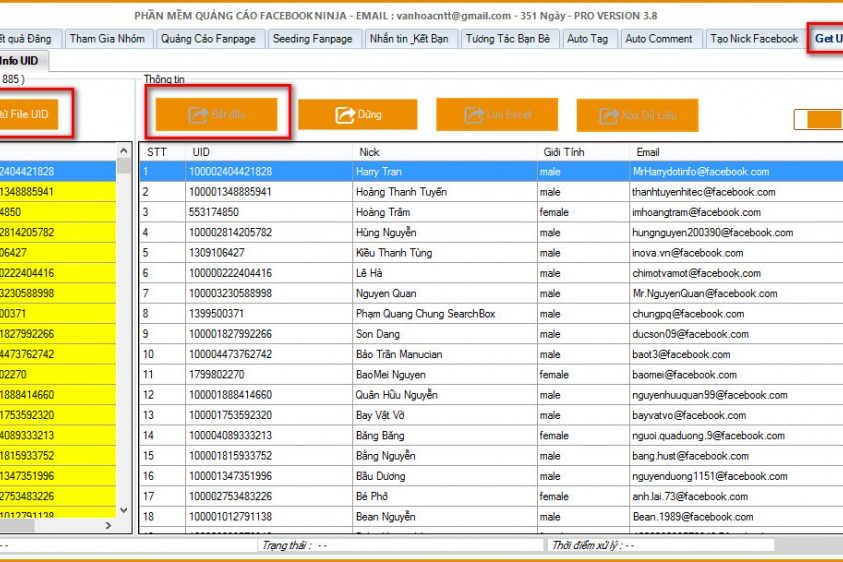 PHẦN MỀM QUẢNG CÁO FACEBOOK NINJA - EMAIL : vanhoacntt@gmail.com - 351 Ngày - PRO VERSION 3.8
ết quả Đăng Tham Gia Nhóm Quảng Cáo Fanpage Seeding Fanpage Nhắn tin _Kết Bạn Tương Tác Bạn Bè Auto Tag Auto Comment Tạo Nick Facebook Get U
Info UID
885 ) Thông tin
từ File UID Bắt đầu Dừng Lưu Excel Xóa Dữ Liệu
STT UID Nick Giới Tính Email
2404421828 1 100002404421828 Harry Tran male MrHarrydotinfo@facebook.com
1348885941 2 100001348885941 Hoàng Thanh Tuyến male thanhtuyenhitec@facebook.com
4850 3 553174850 Hoàng Trâm female imhoangtram@facebook.com
2814205782 4 100002814205782 Hùng Nguyễn male hungnguyen200390@facebook.com
06427 5 1309106427 Kiều Thanh Tùng male inova.vn@facebook.com
0222404416 6 100000222404416 Lê Hà male chimotvamot@facebook.com
3230588998 7 100003230588998 Nguyen Quan male Mr.NguyenQuan@facebook.com
00371 8 1399500371 Phạm Quang Chung SearchBox male chungpq@facebook.com
1827992266 9 100001827992266 Son Dang male ducson09@facebook.com
4473762742 10 100004473762742 Bảo Trần Manucian male baot3@facebook.com
02270 11 1799802270 BaoMei Nguyen female baomei@facebook.com
1888414660 12 100001888414660 Quân Hữu Nguyễn male nguyenhuuquan99@facebook.com
1753592320 13 100001753592320 Bay Vật Vờ male bayvatvo@facebook.com
4089333213 14 100004089333213 Băng Băng female nguoi.quaduong.9@facebook.com
1815933752 15 100001815933752 Bằng Nguyễn male bang.hust@facebook.com
1347351996 16 100001347351996 Bầu Dương male nguyenduong1151@facebook.com
2753483226 17 100002753483226 Bé Phở female anh.lai.73@facebook.com
1012791138 18 100001012791138 Bean Nguyễn male Bean.1989@facebook.com
- - Trạng thái : - - Thời điểm xử lý : - -